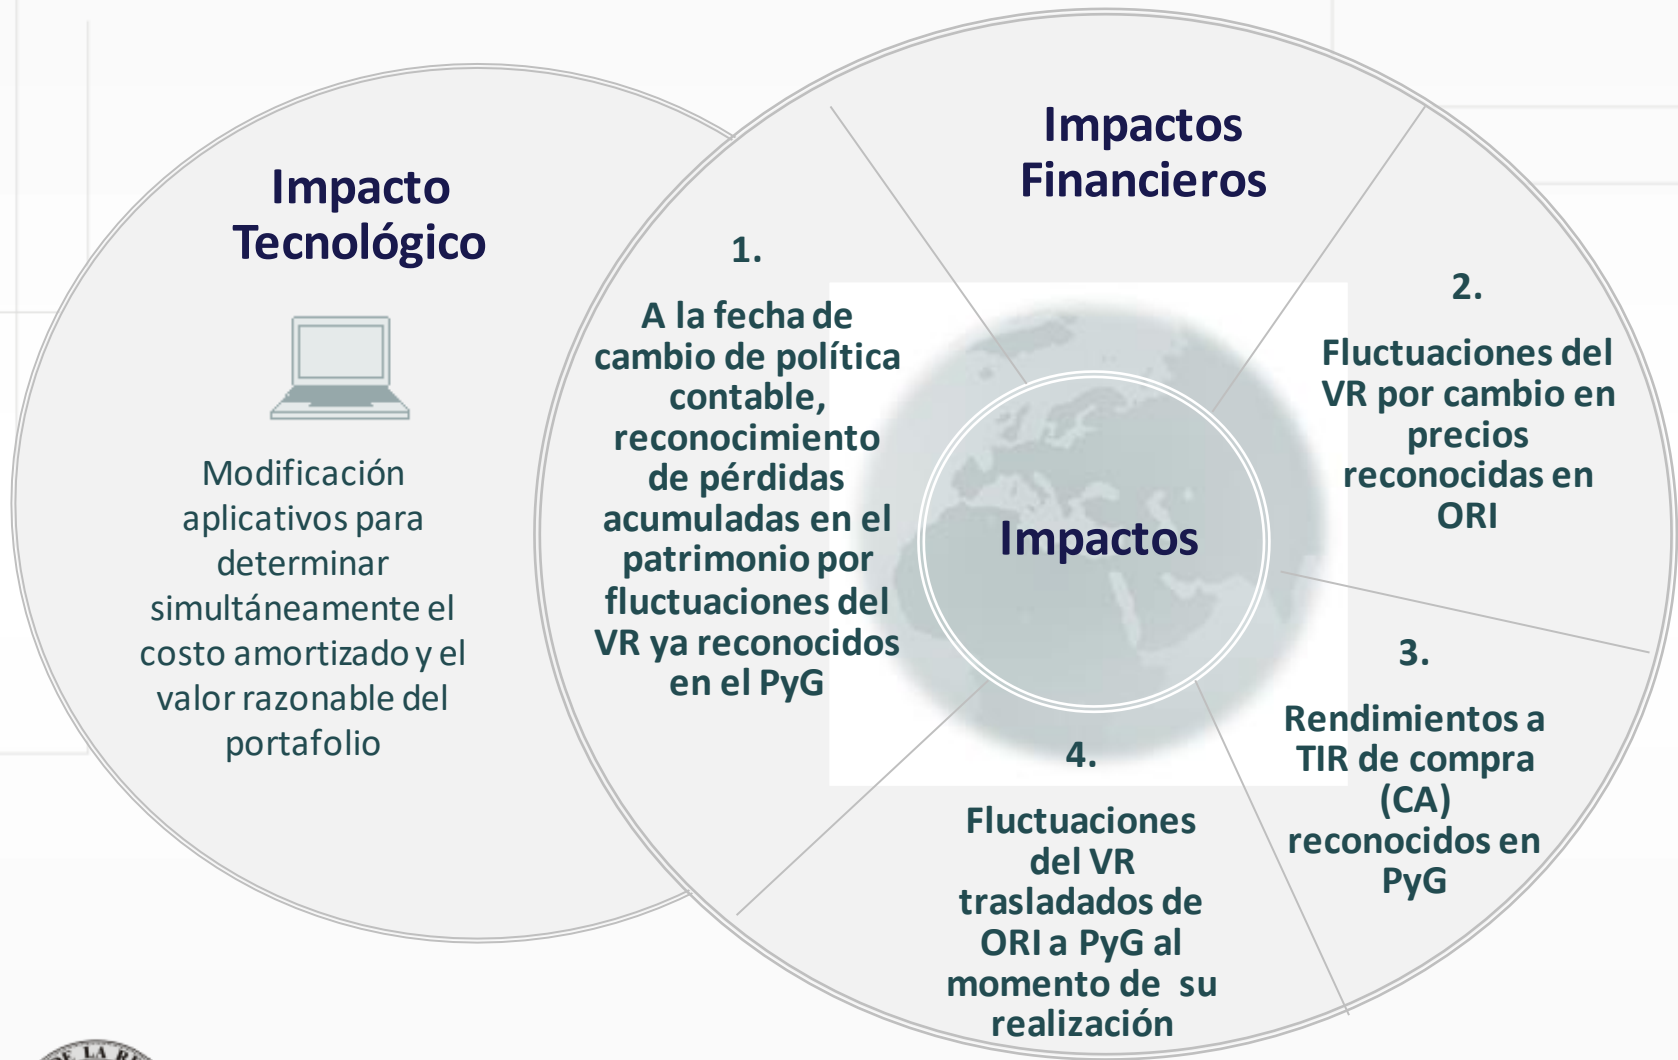 Impacto
Tecnológico
Modificación
aplicativos para
determinar
simultáneamente el
costo amortizado y el
valor razonable del
portafolio
Impactos
Financieros
1.
A la fecha de
cambio de política
contable,
reconocimiento
de pérdidas
acumuladas en el
patrimonio por
fluctuaciones del
VR ya reconocidos
en el PyG
2.
Fluctuaciones del
VR por cambio en
precios
reconocidas en
ORI
Impactos
3.
Rendimientos a
TIR de compra
(CA)
reconocidos en
PyG
4.
Fluctuaciones
del VR
trasladados de
ORI a PyG al
momento de su
realización
DE LA